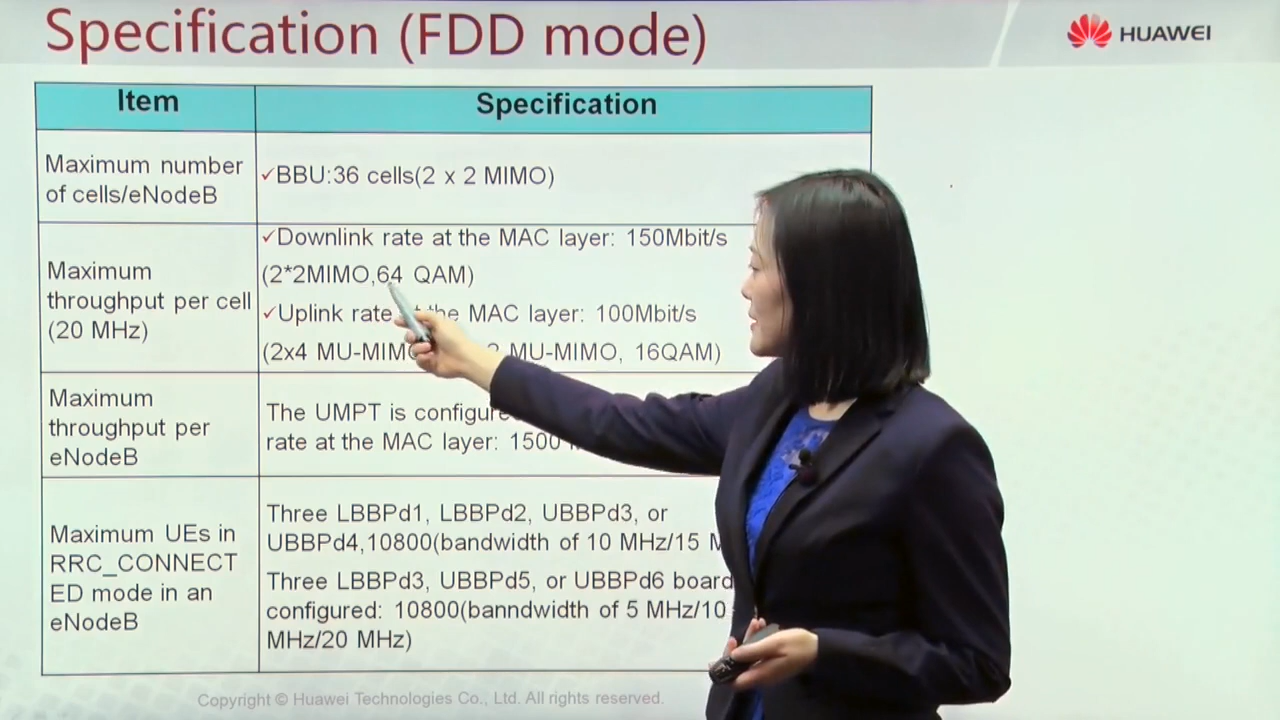 Specification (FDD mode)
HUAWEI
Item
Specification
Maximum number
of cells/eNodeB
✓BBU:36 cells(2 x 2 MIMO)
Maximum
throughput per cell
(20 MHz)
✓Downlink rate at the MAC layer: 150Mbit/s
(2*2MIMO,64 QAM)
✓Uplink rate the MAC layer: 100Mbit/s
(2x4 MU-MIMO MU-MIMO, 16QAM)
Maximum
throughput per
eNodeB
The UMPT is
rate at the MAC layer: 1500
Maximum UEs in
RRC_CONNECT
ED mode in an
eNodeB
Three LBBPd1, LBBPd2, UBBPd3, or
UBBPd4,10800(bandwidth of 10 MHz/15
Three LBBPd3, UBBPd5, or UBBPd6 board
configured: 10800(banndwidth of 5 MHz/10
MHz/20 MHz)
Copyright © Huawei Technologies Co., Ltd. All rights reserved.